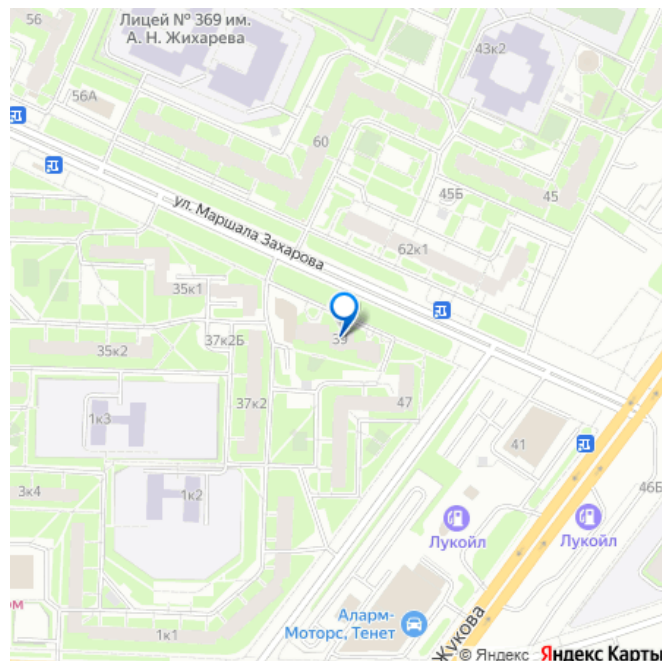 56
Лицей № 369 им.
А. Н. Жихарева
43к2
56А
60
45Б
45
ул. Маршала Захарова
62к1
35к1
37к2Б
39
35к2
37к2
47
1к3
41
3к4
1к2
46Б
Лукойл
Лукойл
ом
Аларм-
Моторс, Тенет
Жукова
1к1
© Яндекс Яндекс Карты